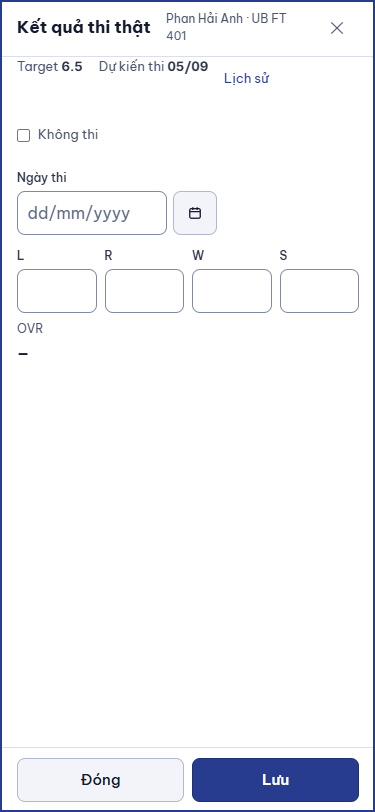 Kết quả thi thật
Phan Hải Anh · UB FT
401
Target 6.5 Dự kiến thi 05/09
Lịch sử
Không thi
Ngày thi
dd/mm/yyyy
L R W S
OVR
–
Đóng Lưu